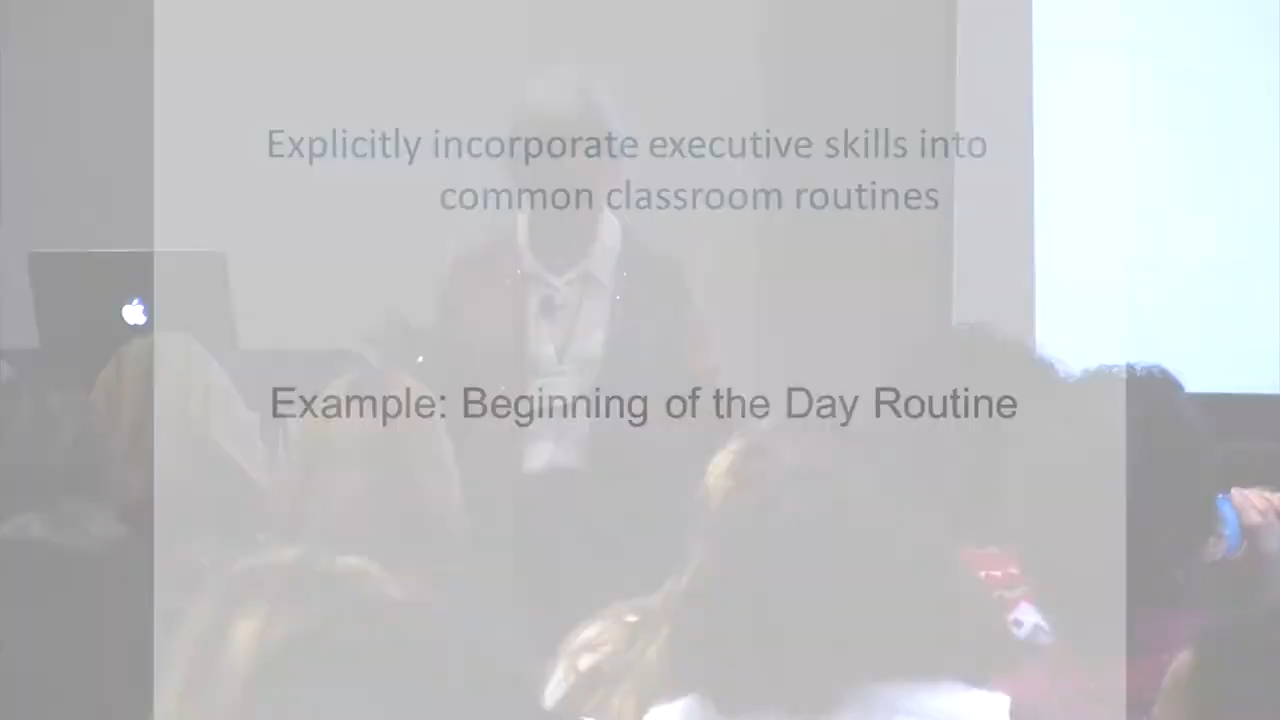 Explicitly incorporate executive skills into
common classroom routines
Example: Beginning of the Day Routine